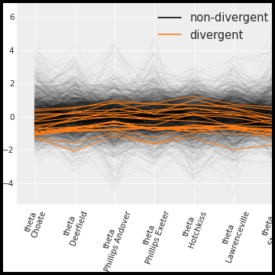 non-divergent
divergent
6
4
2
0
−2
−4
theta
Choate
theta
Deerfield
theta
Phillips Andover
theta
Phillips Exeter
theta
Hotchkiss
theta
Lawrenceville
theta